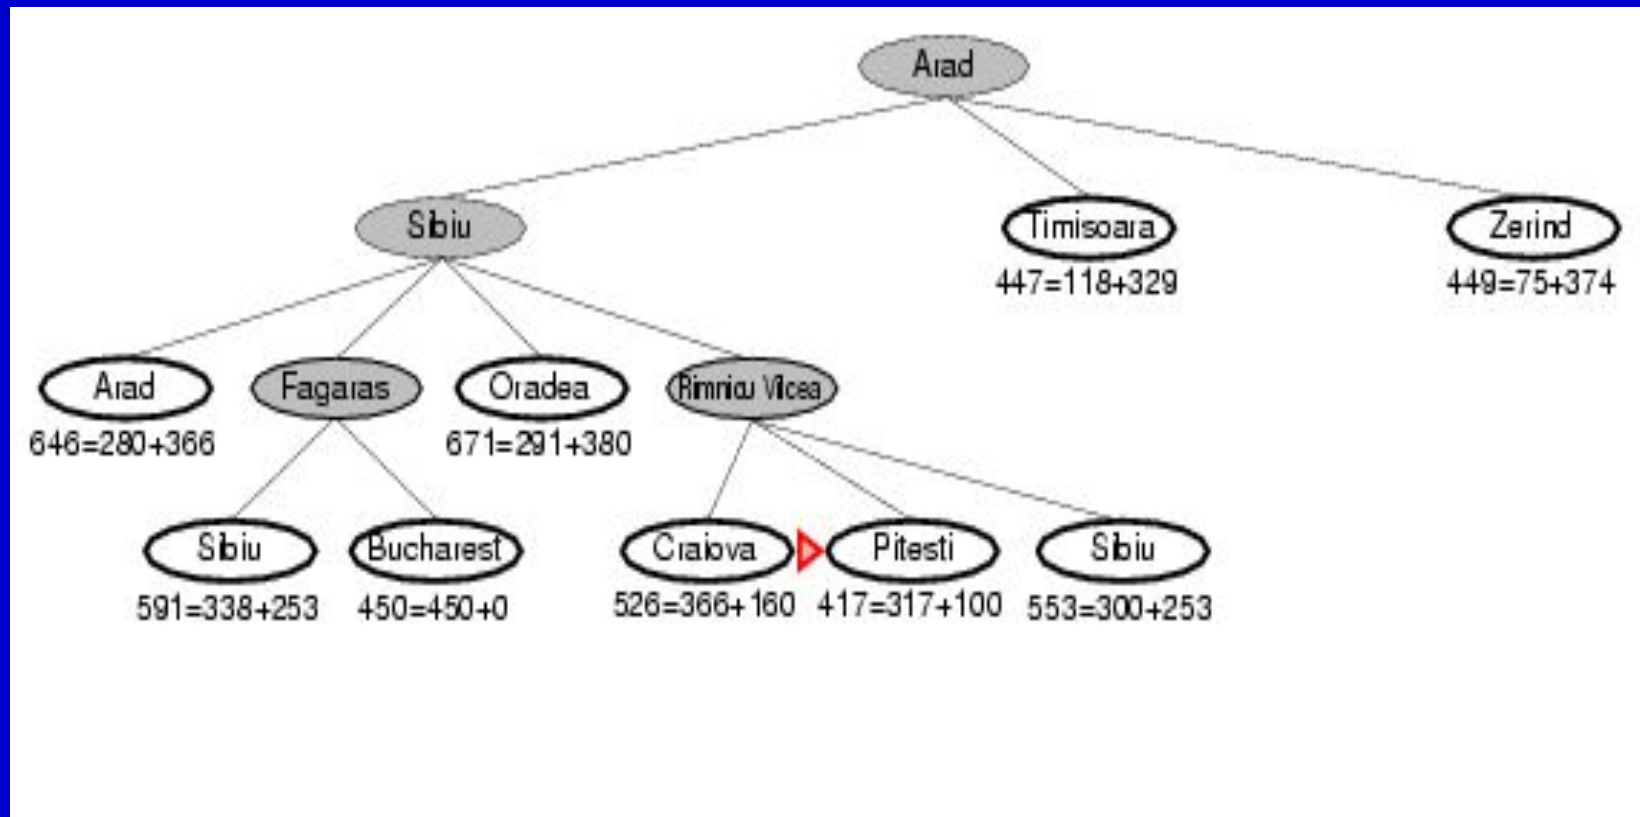 Arad
Sibiu
Timisoara
Zerind
447=118+329
449=75+374
Arad
Fagaras
Oradea
Rimnicu Vilcea
646=280+366
671=291+380
Sibiu
Bucharest
Craiova
Pitesti
Sibiu
591=338+253
450=450+0
526=366+160
417=317+100
553=300+253